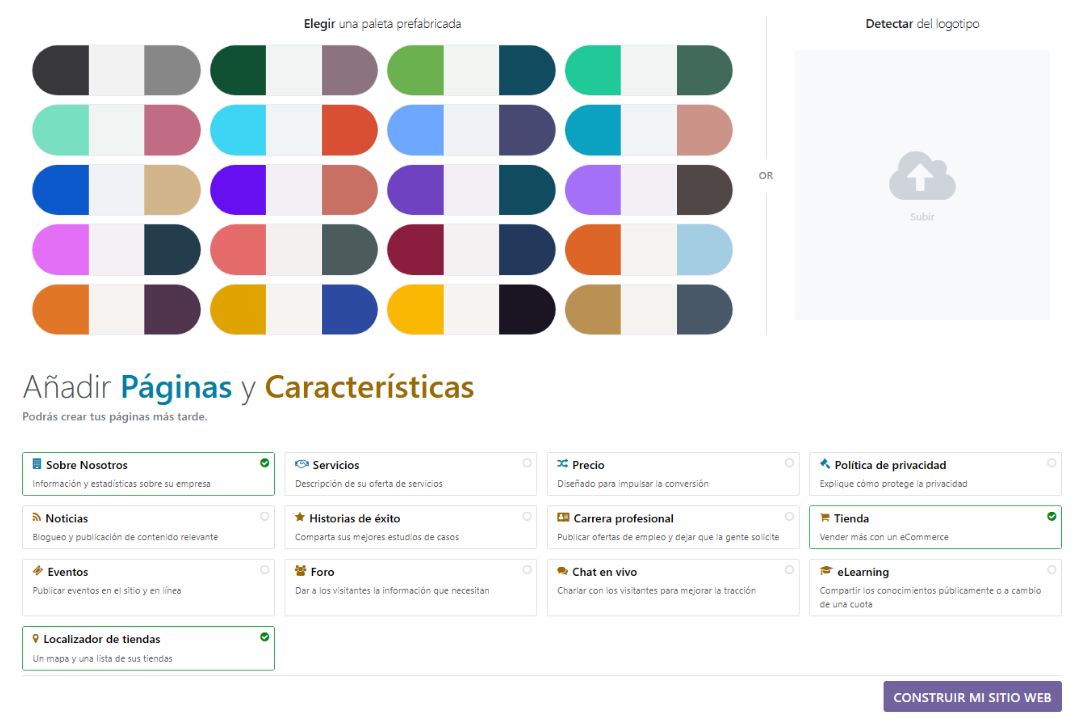 Elegir una paleta prefabricada
Detectar del logotipo
OR
Subir
Añadir Páginas y Características
Podrás crear tus páginas más tarde.
Sobre Nosotros
Información y estadísticas sobre su empresa
Servicios
Descripción de su oferta de servicios
Precio
Diseñado para impulsar la conversión
Política de privacidad
Explique cómo protege la privacidad
Noticias
Blogueo y publicación de contenido relevante
Historias de éxito
Comparta sus mejores estudios de casos
Carrera profesional
Publicar ofertas de empleo y dejar que la gente solicite
Tienda
Vender más con un eCommerce
Eventos
Publicar eventos en el sitio y en línea
Foro
Dar a los visitantes la información que necesitan
Chat en vivo
Charlar con los visitantes para mejorar la tracción
eLearning
Compartir los conocimientos públicamente o a cambio
de una cuota
Localizador de tiendas
Un mapa y una lista de sus tiendas
CONSTRUIR MI SITIO WEB